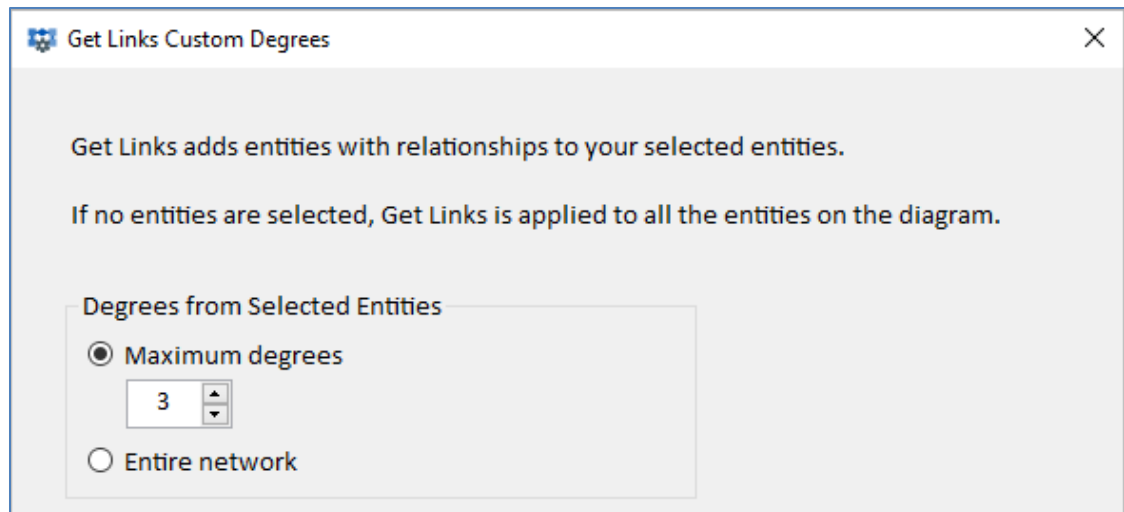 Get Links Custom Degrees
Get Links adds entities with relationships to your selected entities.
If no entities are selected, Get Links is applied to all the entities on the diagram.
Degrees from Selected Entities
Maximum degrees
3
Entire network